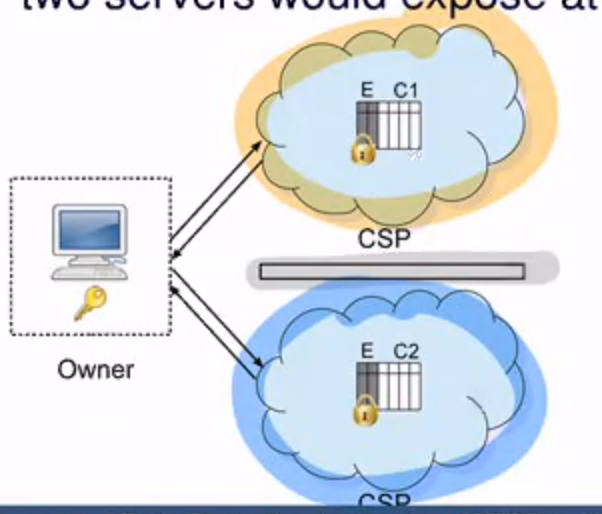 two servers would expose at
E C1
CSP
Owner
E C2
CSP